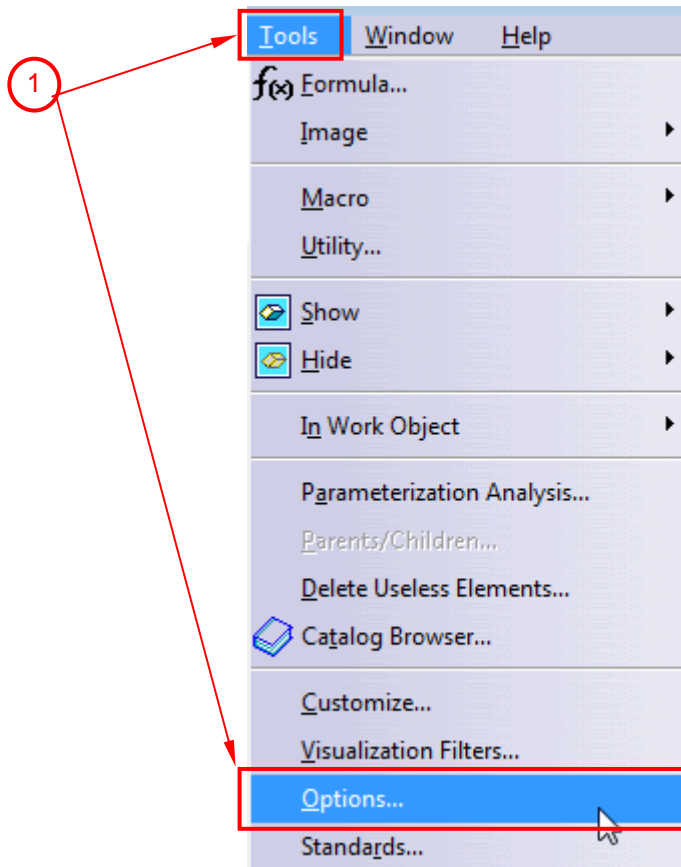 Tools Window Help
1
f(x) Formula...
Image
Macro
Utility...
Show
Hide
In Work Object
Parameterization Analysis...
Parents/Children...
Delete Useless Elements...
Catalog Browser...
Customize...
Visualization Filters...
Options...
Standards...